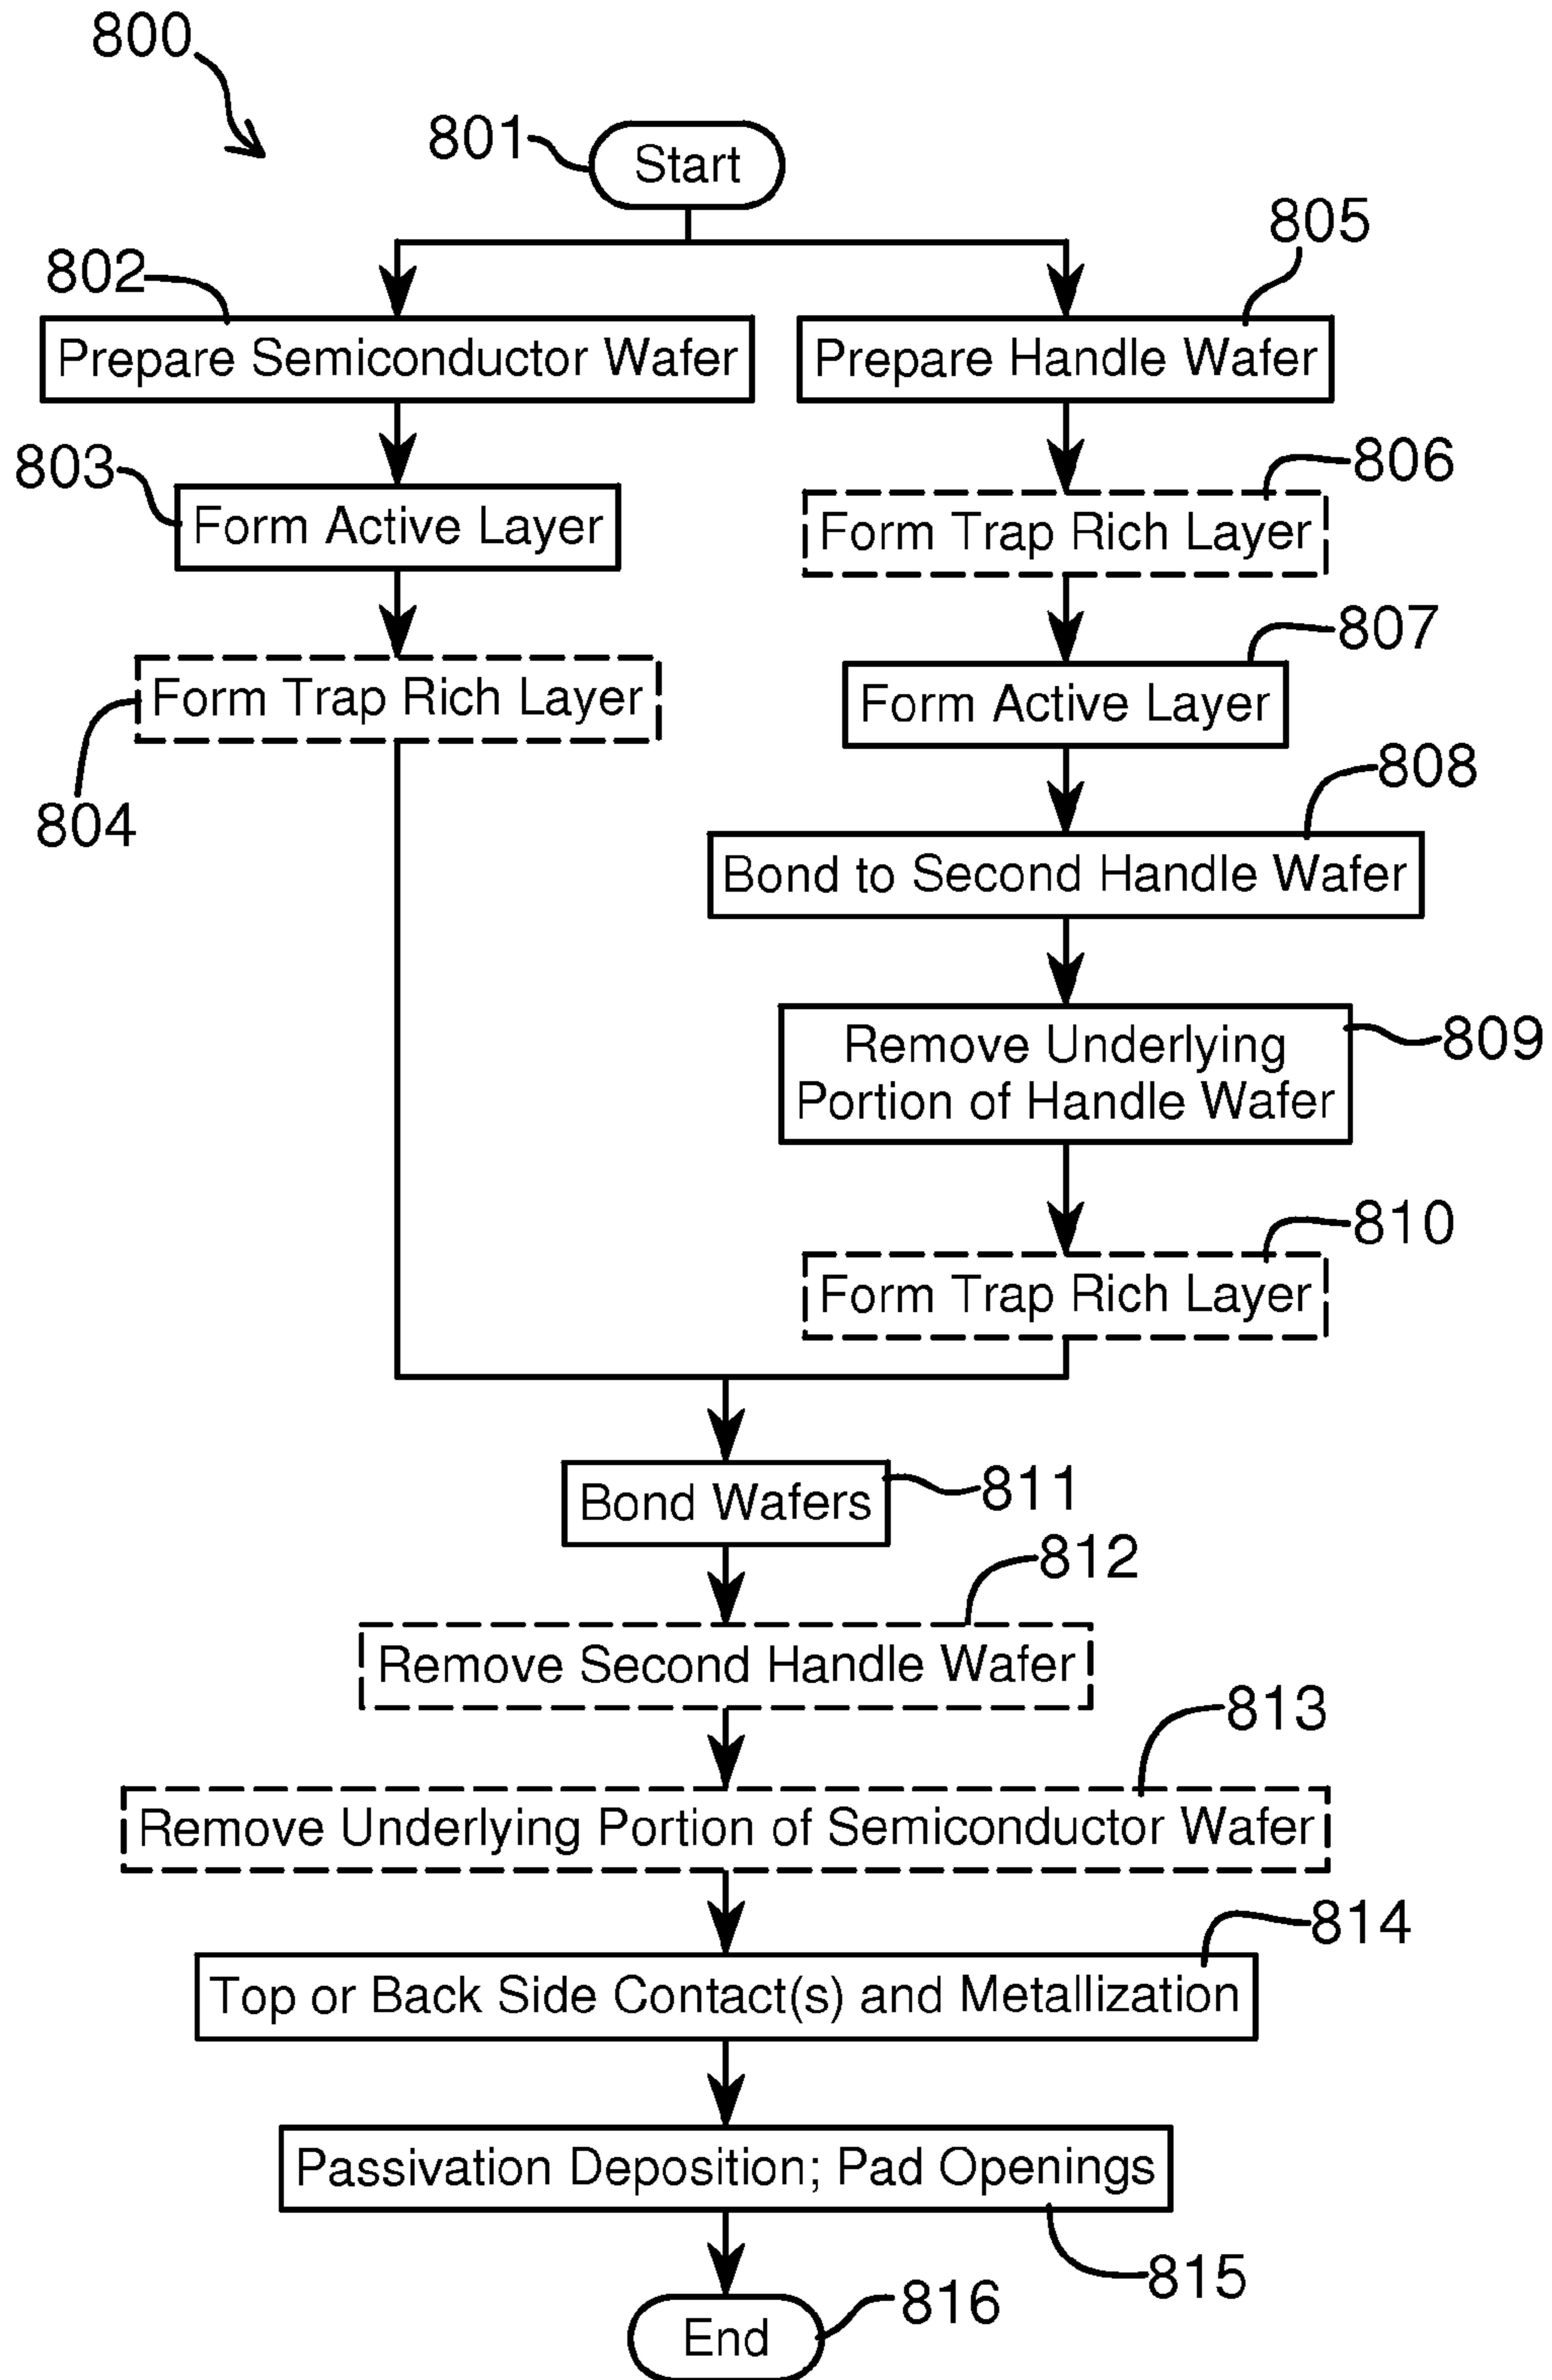 800
801
Start
802
805
Prepare Semiconductor Wafer
Prepare Handle Wafer
803
806
Form Active Layer
Form Trap Rich Layer
807
Form Trap Rich Layer
Form Active Layer
804
808
Bond to Second Handle Wafer
809
Remove Underlying
Portion of Handle Wafer
810
Form Trap Rich Layer
811
Bond Wafers
812
Remove Second Handle Wafer
813
Remove Underlying Portion of Semiconductor Wafer
814
Top or Back Side Contact(s) and Metallization
Passivation Deposition; Pad Openings
815
816
End